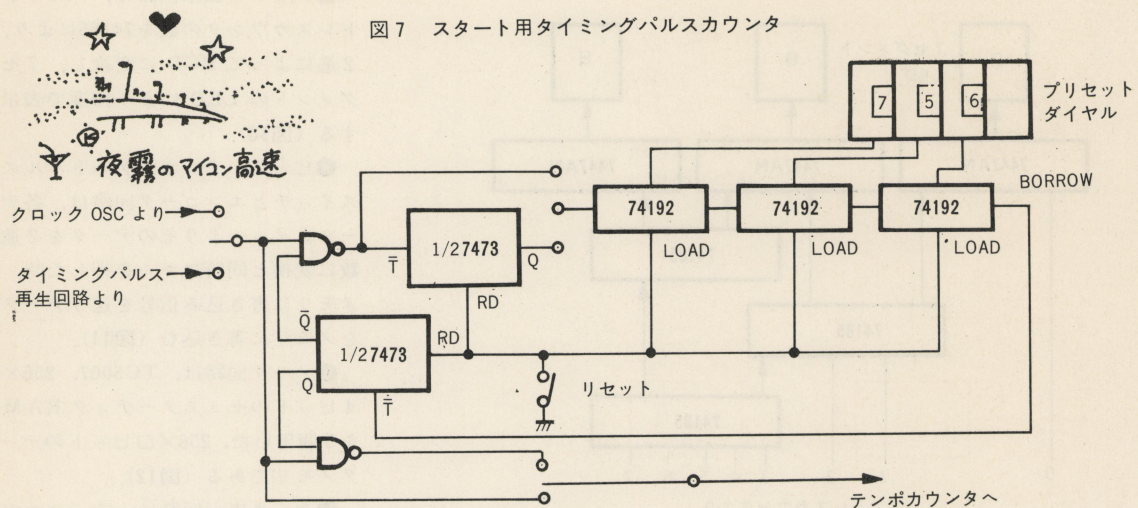 図7 スタート用タイミングパルスカウンタ
夜霧のマイコン高速
7 5 6
プリセット
ダイヤル
BORROW
クロックOSCより
74192
74192
74192
LOAD
LOAD
LOAD
1/27473
T̄
Q
RD
タイミングパルス
再生回路より
Q̄
1/27473
RD
Q
T̄
リセット
テンポカウンタへ